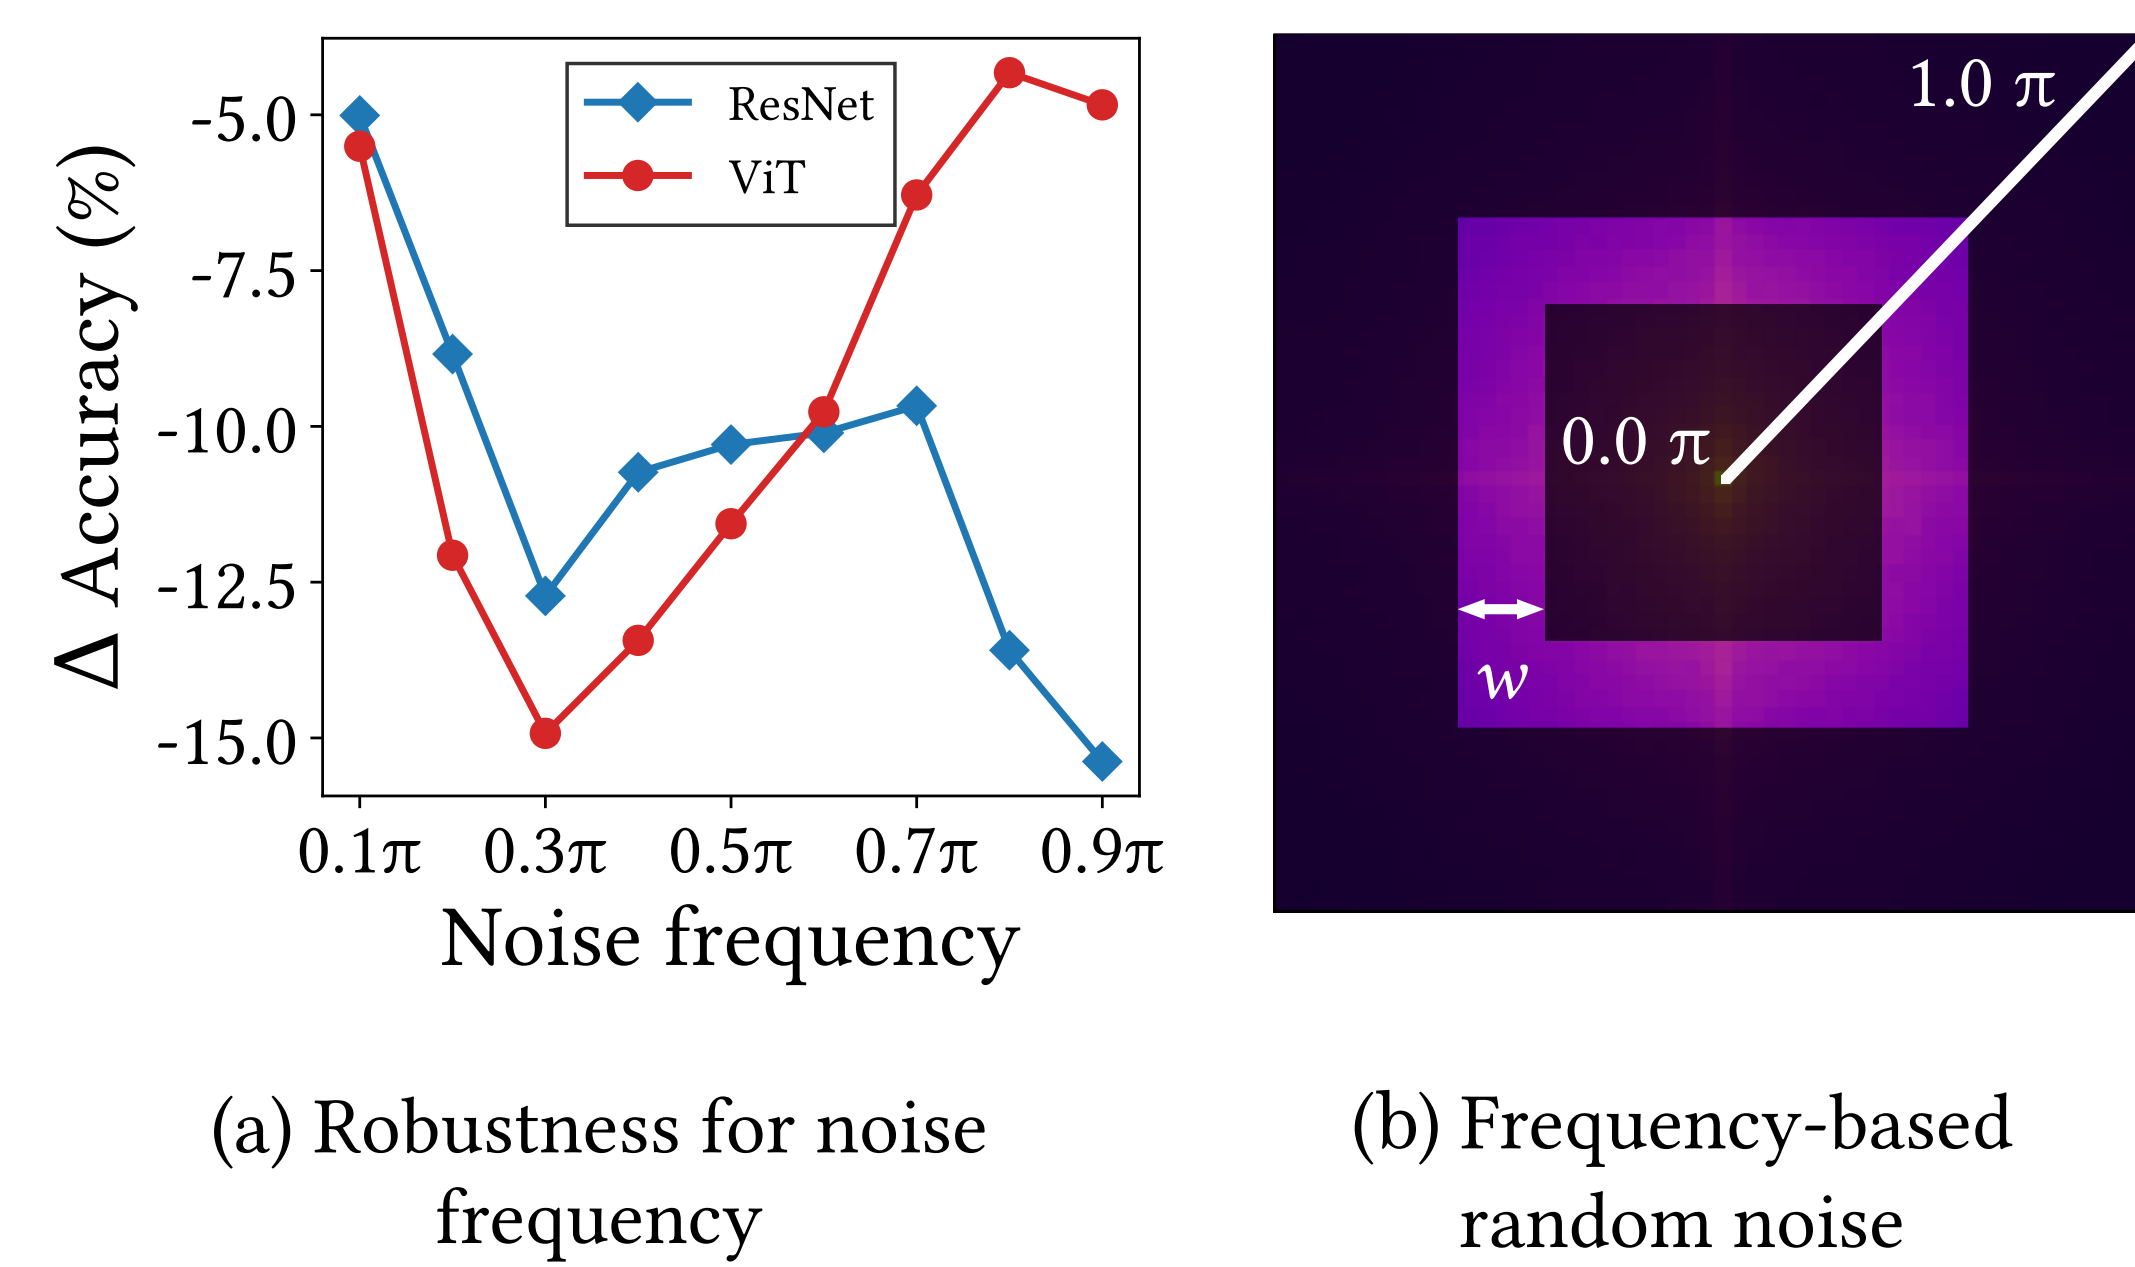 Δ Accuracy (%)
-5.0
-7.5
-10.0
-12.5
-15.0
ResNet
ViT
0.1π 0.3π 0.5π 0.7π 0.9π
Noise frequency
(a) Robustness for noise
frequency
1.0 π
0.0 π
w
(b) Frequency-based
random noise